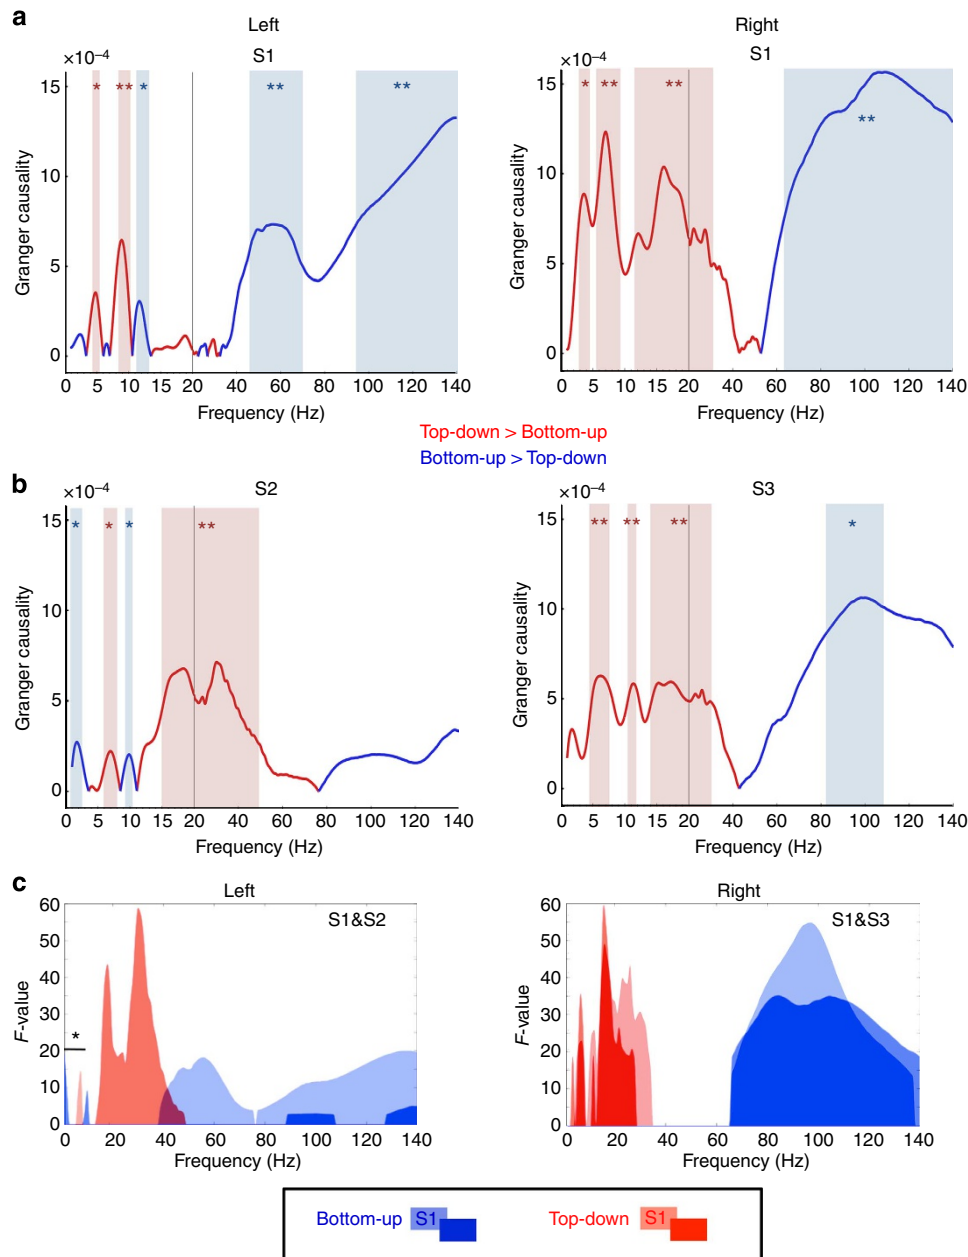 a
Left
Right
S1
S1
×10–4
×10–4
* ** * ** **
* ** ** **
15
10
5
0
15
10
5
0
Granger causality
Granger causality
0 5 10 15 20 40 60 80 100 120 140
0 5 10 15 20 40 60 80 100 120 140
Frequency (Hz)
Frequency (Hz)
Top-down > Bottom-up
Bottom-up > Top-down
b
S2
S3
×10–4
×10–4
* * * **
** ** ** *
15
10
5
0
15
10
5
0
Granger causality
Granger causality
0 5 10 15 20 40 60 80 100 120 140
0 5 10 15 20 40 60 80 100 120 140
Frequency (Hz)
Frequency (Hz)
c
Left
Right
S1&S2
S1&S3
60
50
40
30
20
10
0
*
60
50
40
30
20
10
0
F-value
F-value
0 20 40 60 80 100 120 140
0 20 40 60 80 100 120 140
Frequency (Hz)
Frequency (Hz)
Bottom-up S1
Top-down S1